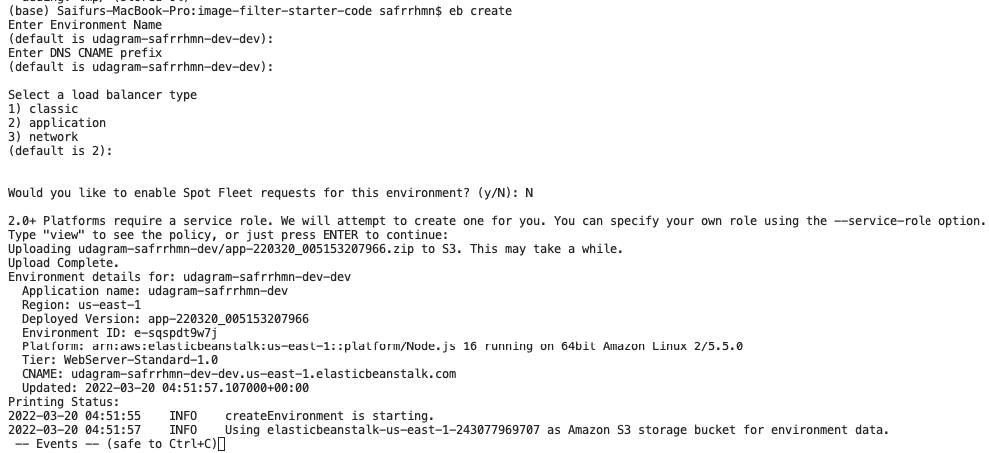 (base) Saifurs-MacBook-Pro:image-filter-starter-code safrrhmn$ eb create
Enter Environment Name
(default is udagram-safrrhmn-dev-dev):
Enter DNS CNAME prefix
(default is udagram-safrrhmn-dev-dev):
Select a load balancer type
1) classic
2) application
3) network
(default is 2):
Would you like to enable Spot Fleet requests for this environment? (y/N): N
2.0+ Platforms require a service role. We will attempt to create one for you. You can specify your own role using the --service-role option.
Type "view" to see the policy, or just press ENTER to continue:
Uploading udagram-safrrhmn-dev/app-220320_005153207966.zip to S3. This may take a while.
Upload Complete.
Environment details for: udagram-safrrhmn-dev-dev
  Application name: udagram-safrrhmn-dev
  Region: us-east-1
  Deployed Version: app-220320_005153207966
  Environment ID: e-sqspdt9w7j
  Platform: arn:aws:elasticbeanstalk:us-east-1::platform/Node.js 16 running on 64bit Amazon Linux 2/5.5.0
  Tier: WebServer-Standard-1.0
  CNAME: udagram-safrrhmn-dev-dev.us-east-1.elasticbeanstalk.com
  Updated: 2022-03-20 04:51:57.107000+00:00
Printing Status:
2022-03-20 04:51:55    INFO    createEnvironment is starting.
2022-03-20 04:51:57    INFO    Using elasticbeanstalk-us-east-1-243077969707 as Amazon S3 storage bucket for environment data.
 -- Events -- (safe to Ctrl+C)